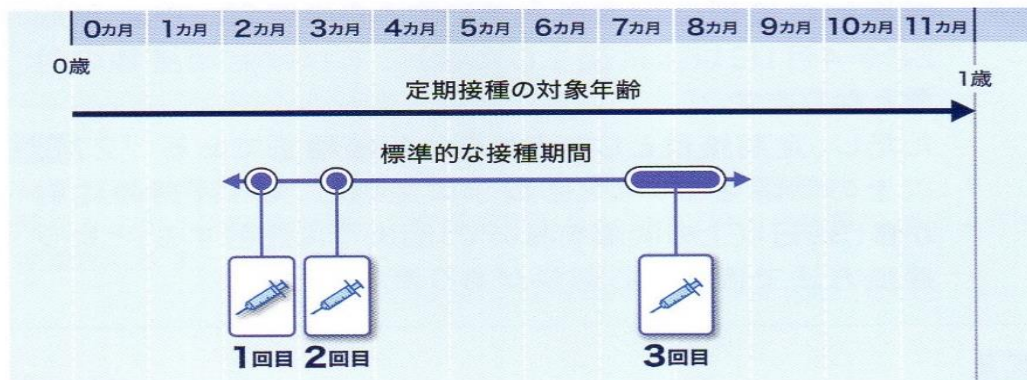 0カ月 1カ月 2カ月 3カ月 4カ月 5カ月 6カ月 7カ月 8カ月 9カ月 10カ月 11カ月
0歳
1歳
定期接種の対象年齢
標準的な接種期間
1回目 2回目 3回目